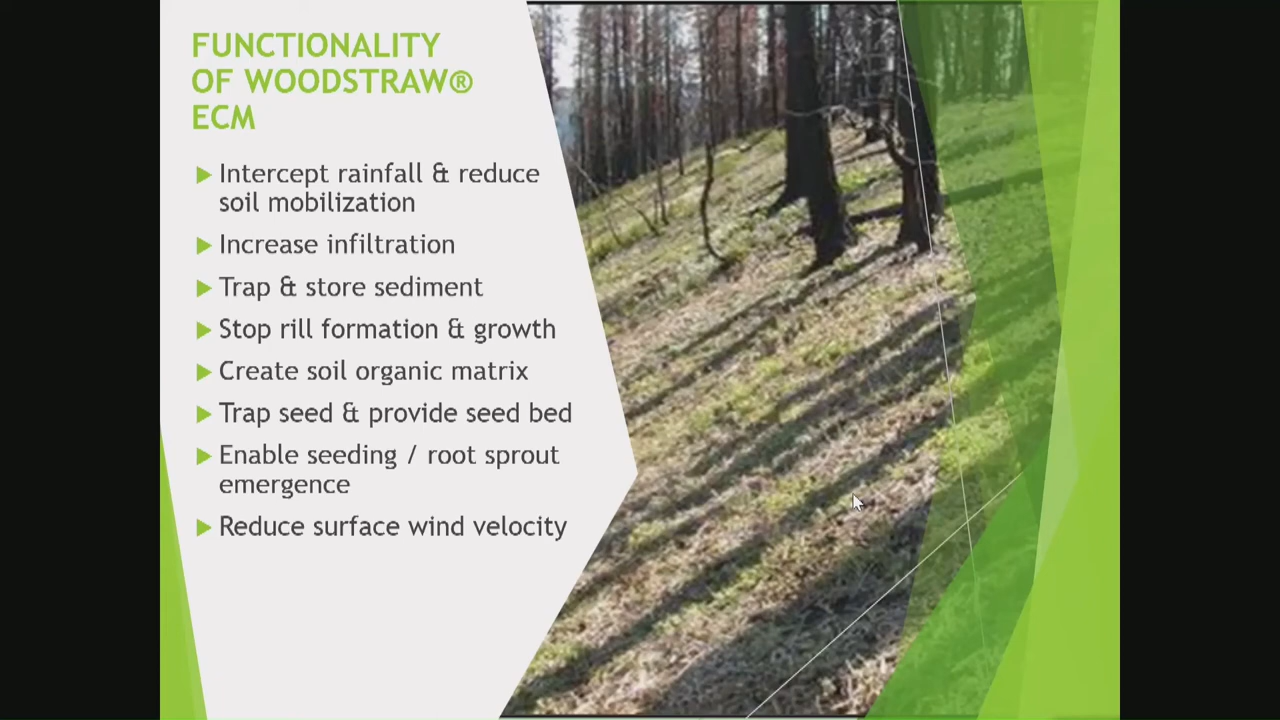 FUNCTIONALITY
OF WOODSTRAW®
ECM
Intercept rainfall & reduce
soil mobilization
Increase infiltration
Trap & store sediment
Stop rill formation & growth
Create soil organic matrix
Trap seed & provide seed bed
Enable seeding / root sprout
emergence
Reduce surface wind velocity